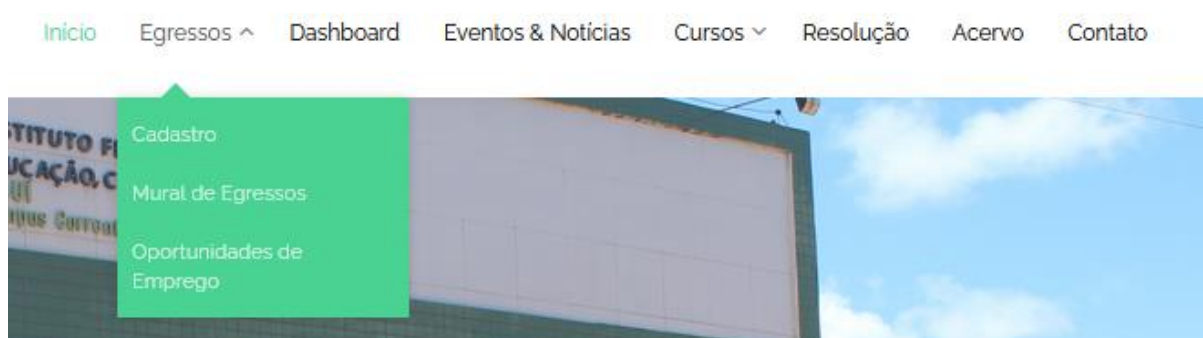 Início Egressos Dashboard Eventos & Notícias Cursos Resolução Acervo Contato
Cadastro
Mural de Egressos
Oportunidades de
Emprego